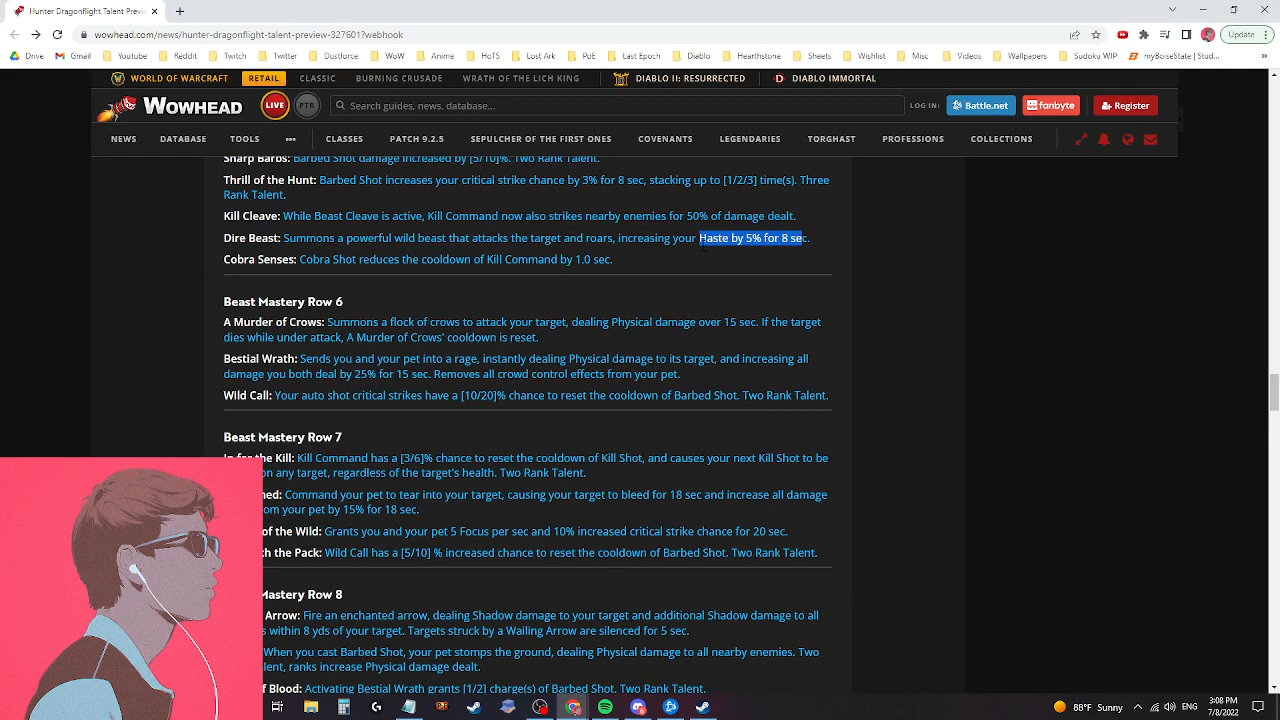 Hunter Dragonflight Talent Preview
wowhead.com/news/hunter-dragonflight-talent-preview-327601?webhook
Update
Drive Gmail Youtube Reddit Twitter Dustforce WoW Anime HoTS Lost Ark PoE Last Epoch Diablo Hearthstone Sheets Wishlist Misc Videos Wallpapers Sudoku WIP myBoiseState | Stud...
WORLD OF WARCRAFT RETAIL CLASSIC BURNING CRUSADE WRATH OF THE LICH KING DIABLO II: RESURRECTED DIABLO IMMORTAL
WOWHEAD LIVE PTR Search guides, news, database... LOG IN: Battle.net fanbyte Register
NEWS DATABASE TOOLS ••• CLASSES PATCH 9.2.5 SEPULCHER OF THE FIRST ONES COVENANTS LEGENDARIES TORGHAST PROFESSIONS COLLECTIONS
Sharp Barbs: Barbed Shot damage increased by [5/10]%. Two Rank Talent.
Thrill of the Hunt: Barbed Shot increases your critical strike chance by 3% for 8 sec, stacking up to [1/2/3] time(s). Three
Rank Talent.
Kill Cleave: While Beast Cleave is active, Kill Command now also strikes nearby enemies for 50% of damage dealt.
Dire Beast: Summons a powerful wild beast that attacks the target and roars, increasing your Haste by 5% for 8 sec.
Cobra Senses: Cobra Shot reduces the cooldown of Kill Command by 1.0 sec.
Beast Mastery Row 6
A Murder of Crows: Summons a flock of crows to attack your target, dealing Physical damage over 15 sec. If the target
dies while under attack, A Murder of Crows' cooldown is reset.
Bestial Wrath: Sends you and your pet into a rage, instantly dealing Physical damage to its target, and increasing all
damage you both deal by 25% for 15 sec. Removes all crowd control effects from your pet.
Wild Call: Your auto shot critical strikes have a [10/20]% chance to reset the cooldown of Barbed Shot. Two Rank Talent.
Beast Mastery Row 7
In for the Kill: Kill Command has a [3/6]% chance to reset the cooldown of Kill Shot, and causes your next Kill Shot to be
on any target, regardless of the target's health. Two Rank Talent.
ned: Command your pet to tear into your target, causing your target to bleed for 18 sec and increase all damage
om your pet by 15% for 18 sec.
of the Wild: Grants you and your pet 5 Focus per sec and 10% increased critical strike chance for 20 sec.
th the Pack: Wild Call has a [5/10] % increased chance to reset the cooldown of Barbed Shot. Two Rank Talent.
Mastery Row 8
Arrow: Fire an enchanted arrow, dealing Shadow damage to your target and additional Shadow damage to all
s within 8 yds of your target. Targets struck by a Wailing Arrow are silenced for 5 sec.
When you cast Barbed Shot, your pet stomps the ground, dealing Physical damage to all nearby enemies. Two
lent, ranks increase Physical damage dealt.
f Blood: Activating Bestial Wrath grants [1/2] charge(s) of Barbed Shot. Two Rank Talent.
88°F Sunny ENG 3:08 PM
7/8/2022